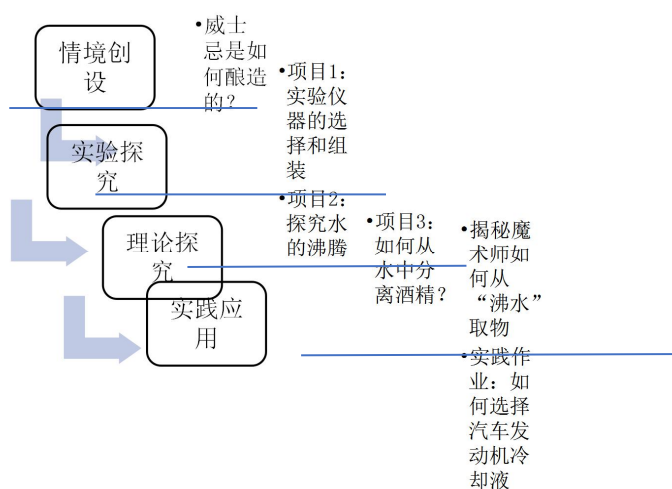 情境创
设
•威士
忌是如
何酿造
的？
实验探
究
•项目1：
实验仪
器的选
择和组
装
•项目2：
探究水
的沸腾
理论探
究
•项目3：
如何从
水中分
离酒精？
实践应
用
•揭秘魔
术师如
何从
“沸水”
取物
•实践作
业：如
何选择
汽车发
动机冷
却液